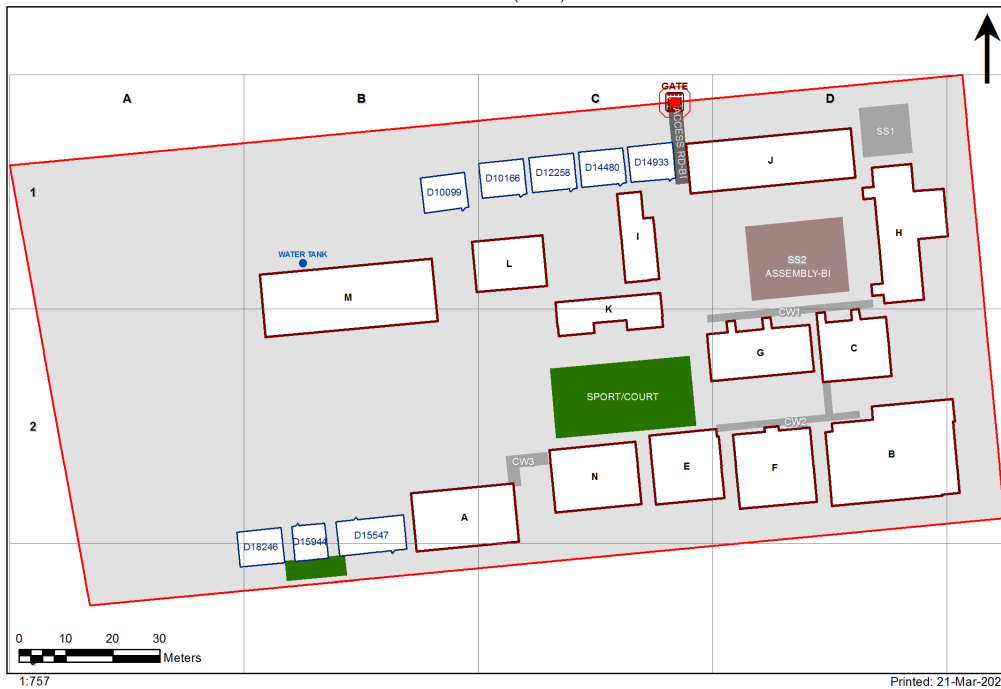 GATE
A B C D
ACCESS RD-BI
SS1
J
D14933
D14480
D12258
D10166
D10099
1
I
H
WATER TANK
L
SS2
ASSEMBLY-BI
M
K
CW1
G
C
SPORT/COURT
2
CW2
B
E
F
CW3
N
A
D15547
D15944
D18246
0 10 20 30
Meters
1:757
Printed: 21-Mar-202